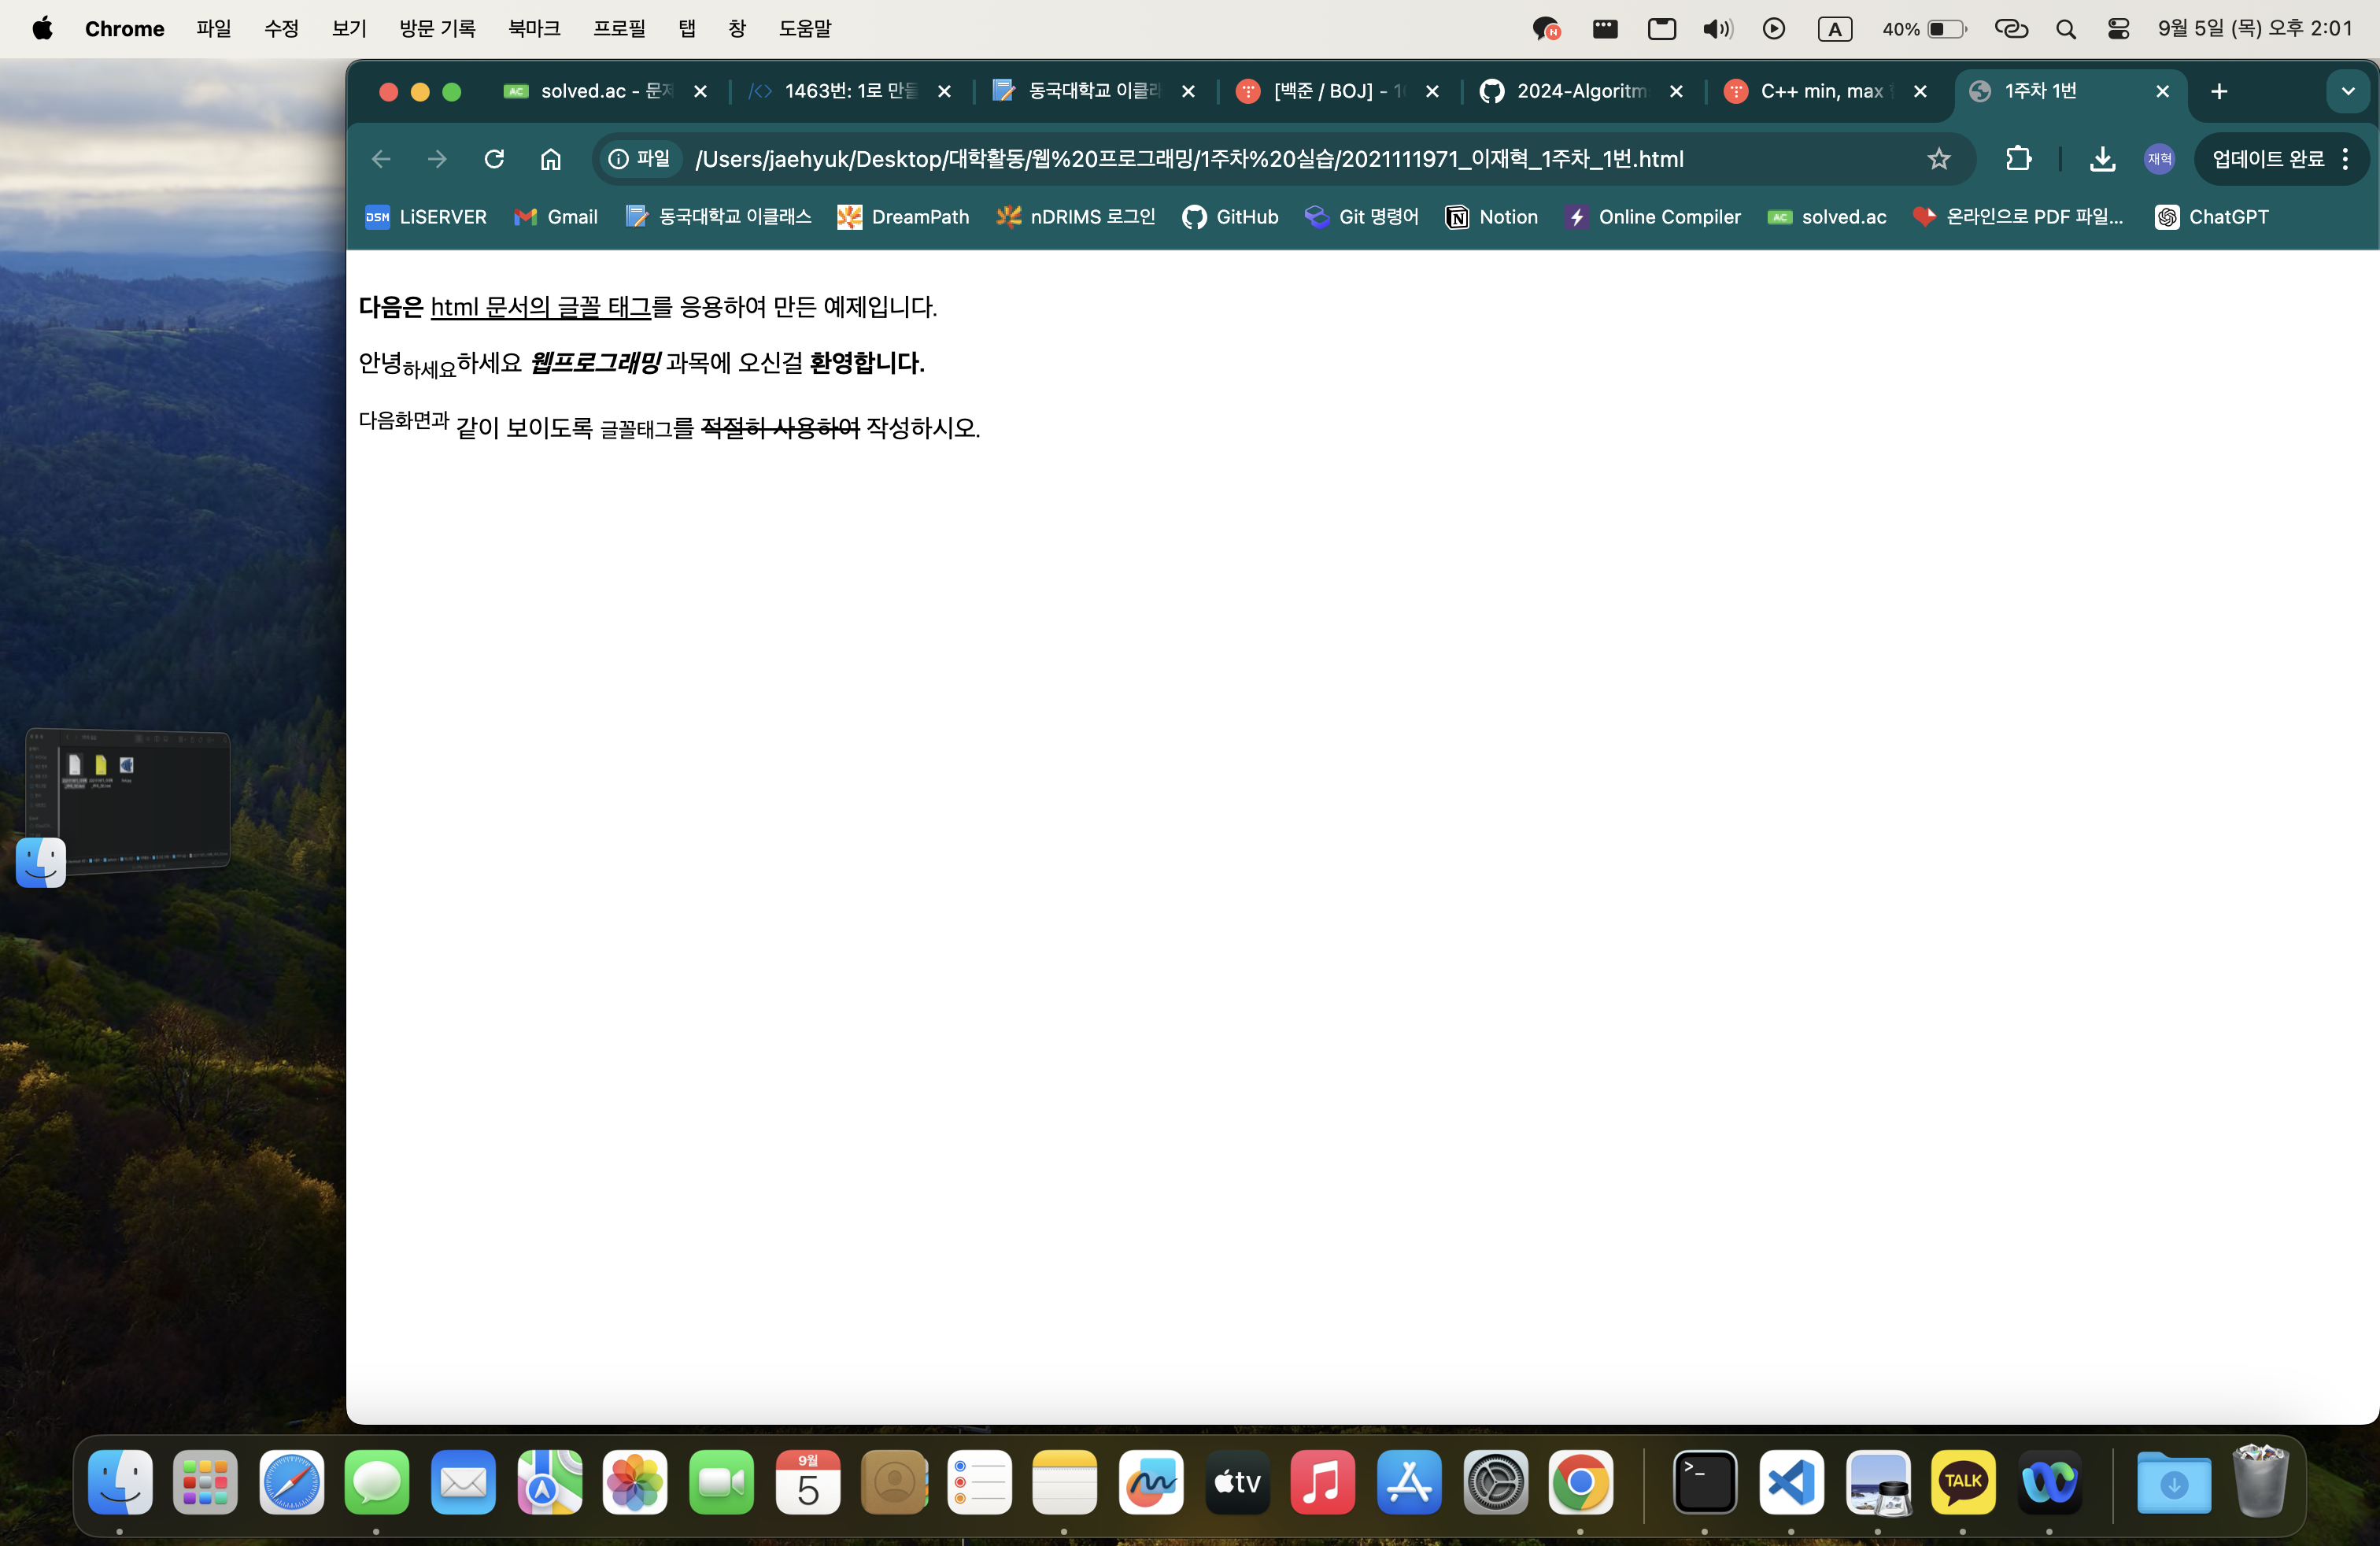 Chrome 파일 수정 보기 방문 기록 북마크 프로필 탭 창 도움말 A 40% 9월 5일 (목) 오후 2:01
solved.ac - 문제 1463번: 1로 만들 동국대학교 이클래 [백준 / BOJ] - 10 2024-Algoritm C++ min, max 1주차 1번
파일 /Users/jaehyuk/Desktop/대학활동/웹%20프로그래밍/1주차%20실습/2021111971_이재혁_1주차_1번.html 재혁 업데이트 완료
DSM LiSERVER Gmail 동국대학교 이클래스 DreamPath nDRIMS 로그인 GitHub Git 명령어 Notion Online Compiler AC solved.ac 온라인으로 PDF 파일... ChatGPT
다음은 html 문서의 글꼴 태그를 응용하여 만든 예제입니다.
안녕하세요하세요 웹프로그래밍 과목에 오신걸 환영합니다.
다음화면과 같이 보이도록 글꼴태그를 적절히 사용하여 작성하시오.
9월
5
tv
TALK